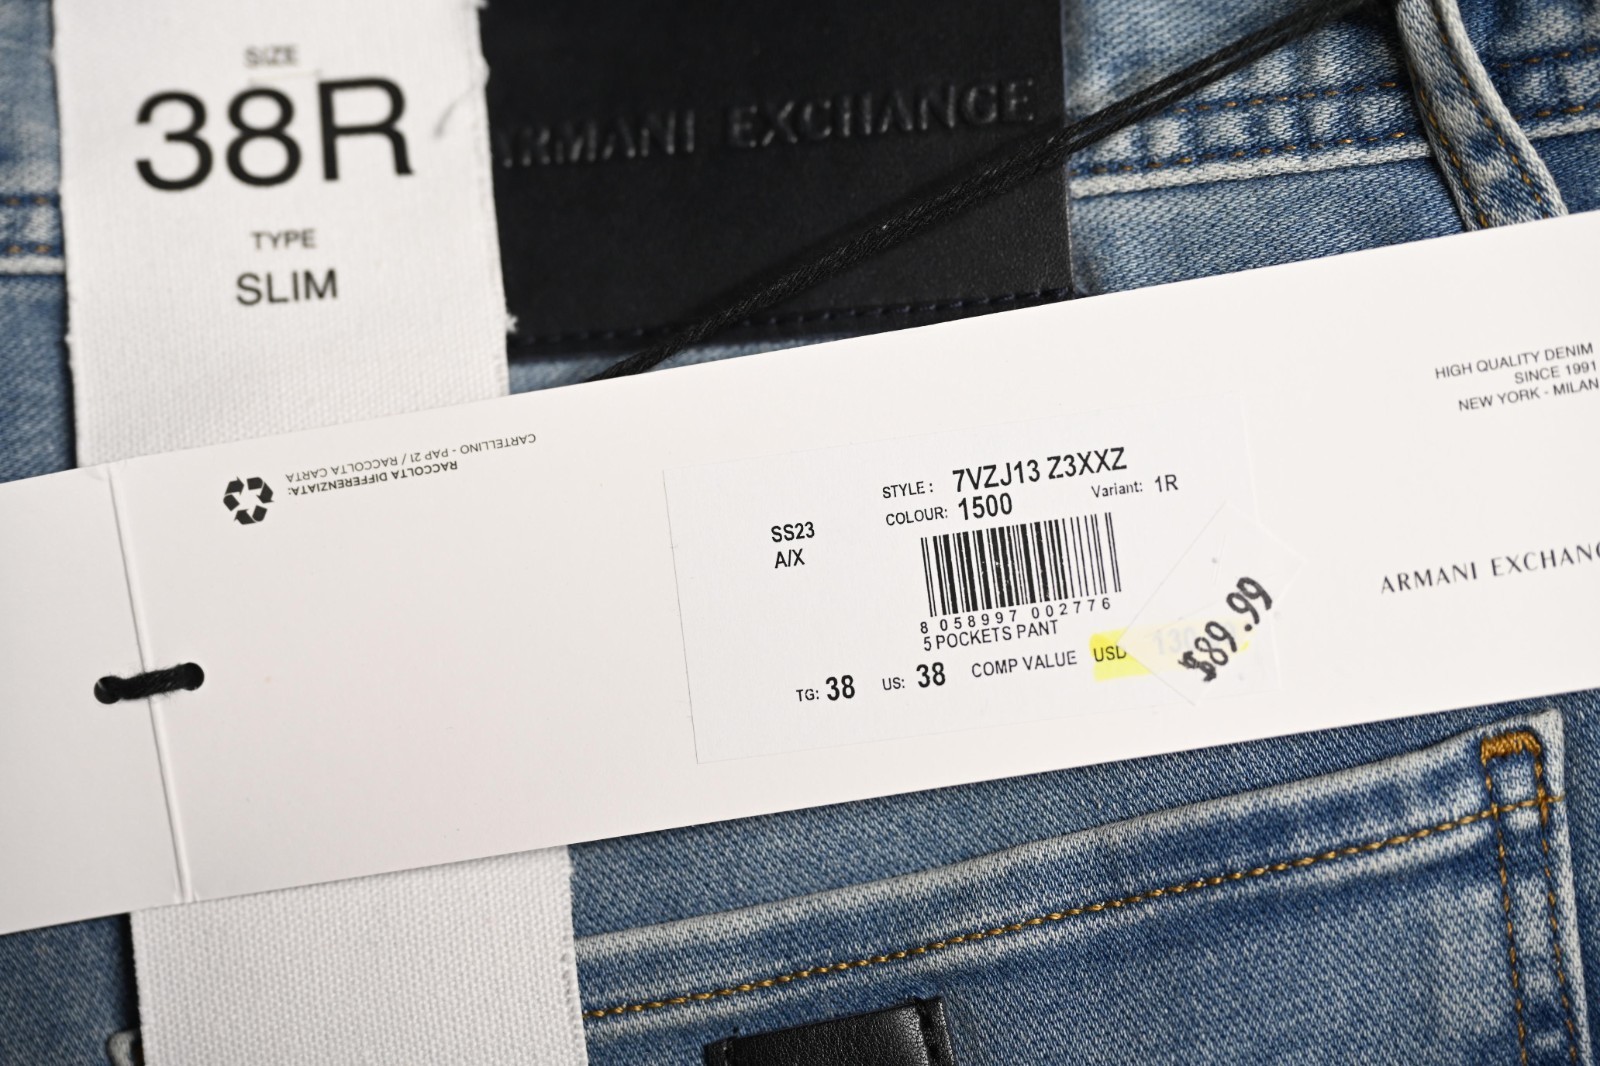 SIZE
38R
TYPE
SLIM
ARMANI EXCHANGE
HIGH QUALITY DENIM
SINCE 1991
NEW YORK - MILAN
RACCOLTA DIFFERENZIATA:
CARTELLINO - PAP 21 / RACCOLTA CARTA
SS23
A/X
STYLE: 7VZJ13 Z3XXZ
COLOUR: 1500 Variant: 1R
8 058997 002776
5 POCKETS PANT
TG: 38 US: 38 COMP VALUE USD
$89.99
ARMANI EXCHANG